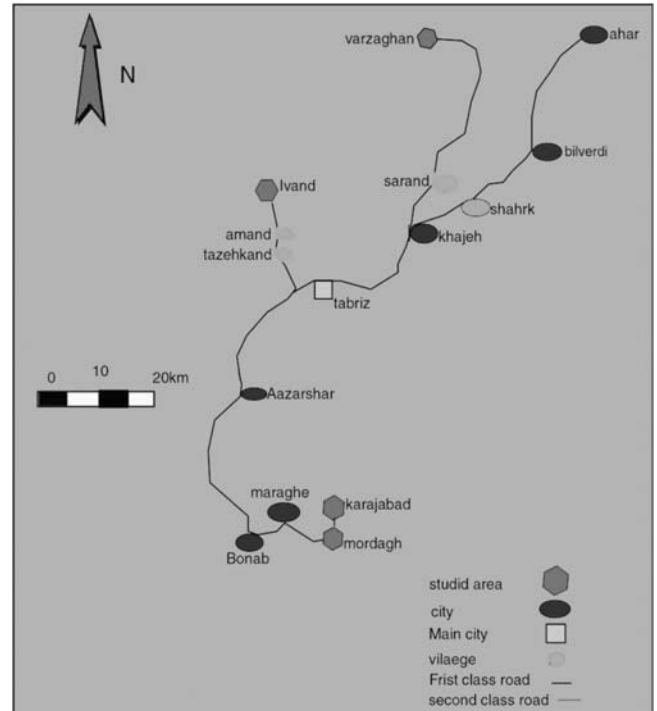 varzaghan
ahar
N
bilverdi
Ivand
sarand
shahrk
amand
khajeh
tazehkand
tabriz
0 10 20km
Aazarshar
maraghe
karajabad
mordagh
Bonab
studid area
city
Main city
vilaege
Frist class road
second class road